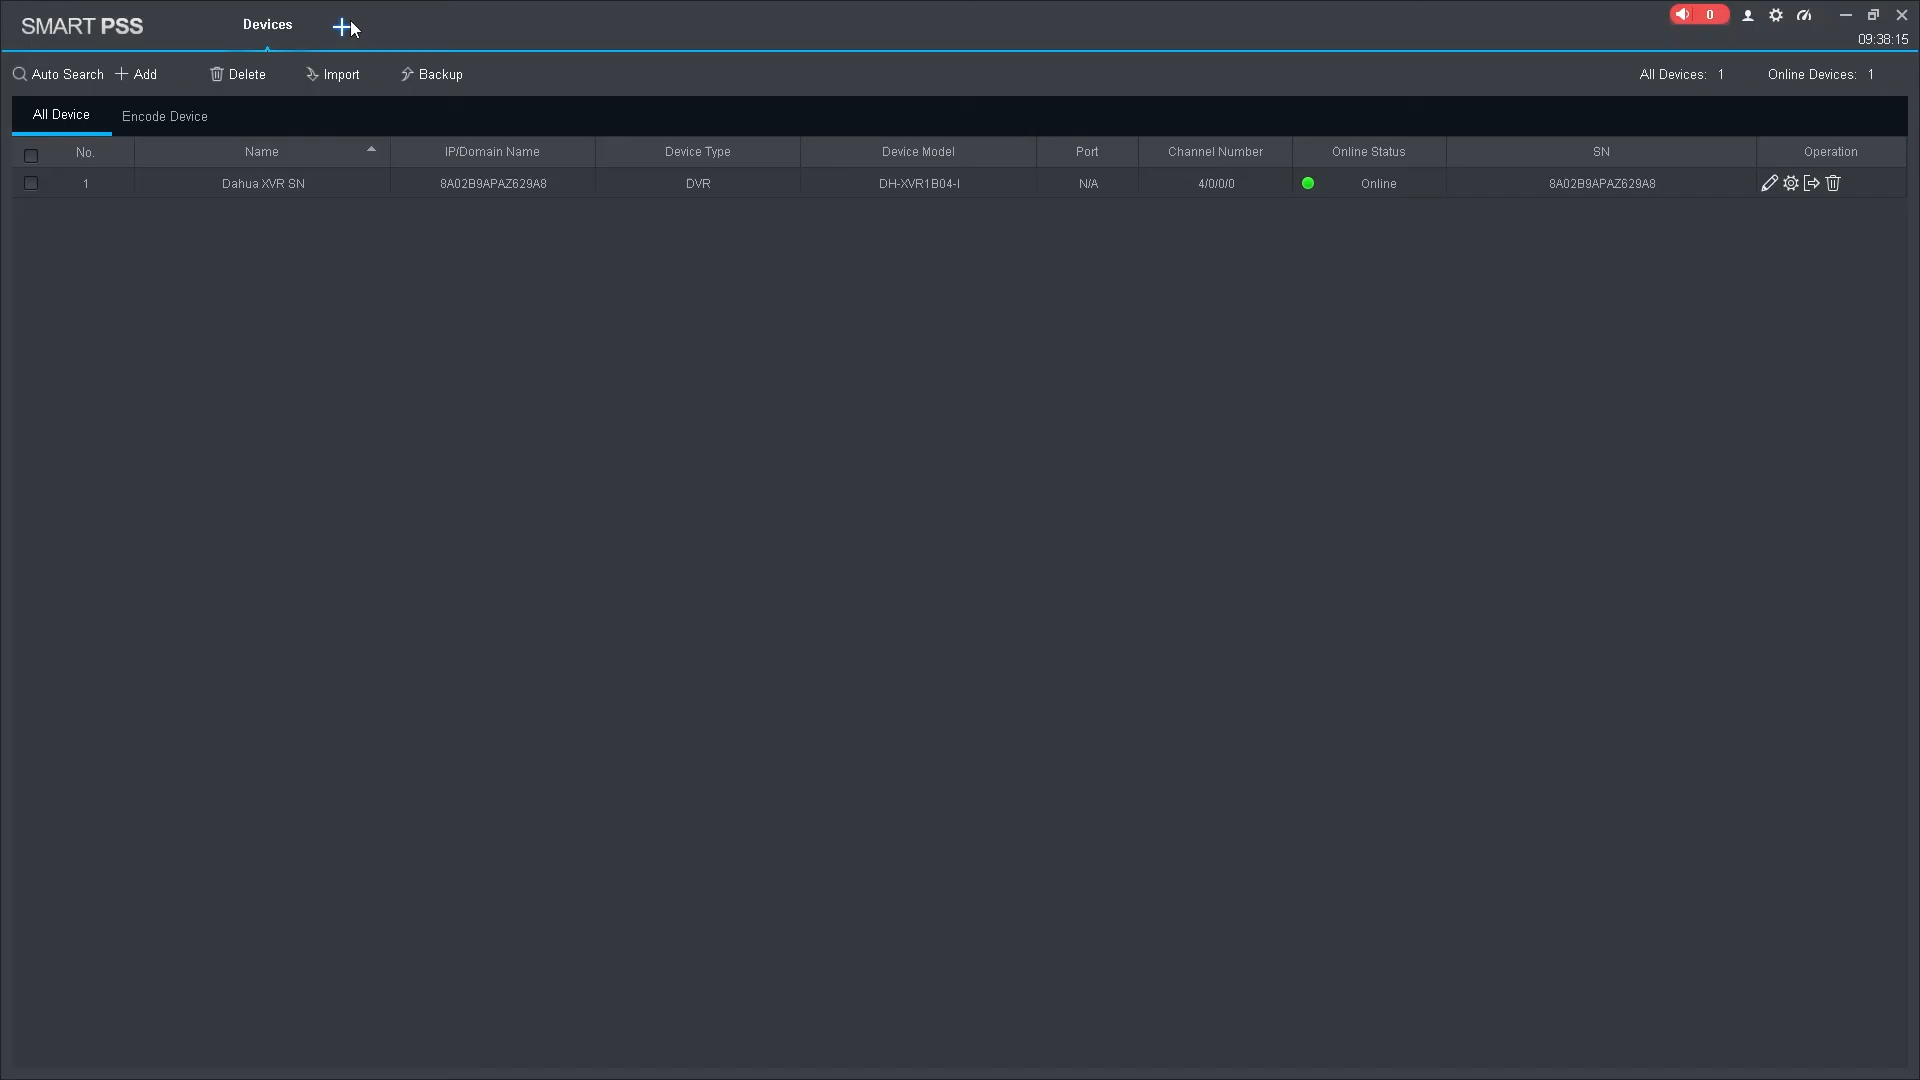 SMART PSS Devices 0
09:38:15
Auto Search Add Delete Import Backup All Devices: 1 Online Devices: 1
All Device Encode Device
No. Name IP/Domain Name Device Type Device Model Port Channel Number Online Status SN Operation
1 Dahua XVR SN 8A02B9APAZ629A8 DVR DH-XVR1B04-I N/A 4/0/0/0 Online 8A02B9APAZ629A8